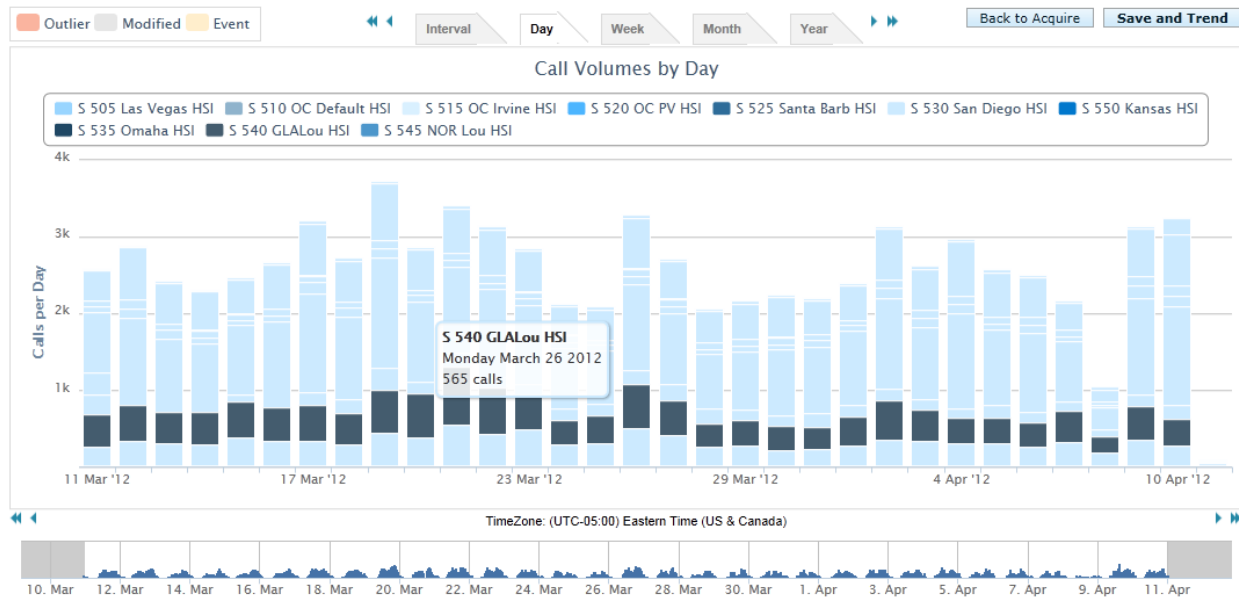 Outlier Modified Event
Interval Day Week Month Year
Back to Acquire Save and Trend
Call Volumes by Day
S 505 Las Vegas HSI S 510 OC Default HSI S 515 OC Irvine HSI S 520 OC PV HSI S 525 Santa Barb HSI S 530 San Diego HSI S 550 Kansas HSI
S 535 Omaha HSI S 540 GLALou HSI S 545 NOR Lou HSI
4k
3k
2k
1k
Calls per Day
S 540 GLALou HSI
Monday March 26 2012
565 calls
11 Mar '12 17 Mar '12 23 Mar '12 29 Mar '12 4 Apr '12 10 Apr '12
TimeZone: (UTC-05:00) Eastern Time (US & Canada)
10. Mar 12. Mar 14. Mar 16. Mar 18. Mar 20. Mar 22. Mar 24. Mar 26. Mar 28. Mar 30. Mar 1. Apr 3. Apr 5. Apr 7. Apr 9. Apr 11. Apr